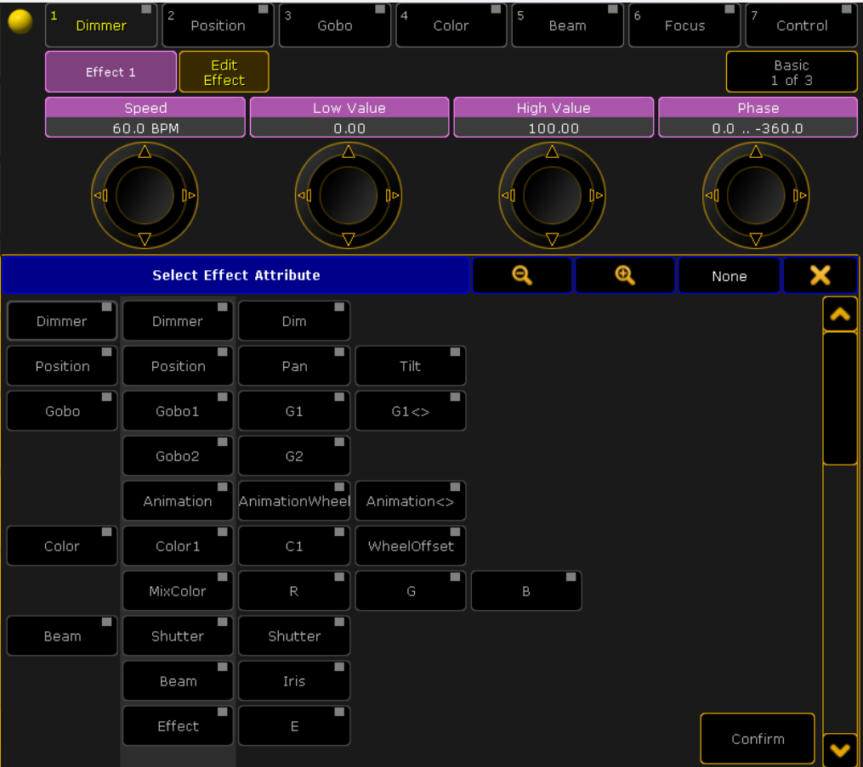 1 Dimmer 2 Position 3 Gobo 4 Color 5 Beam 6 Focus 7 Control
Effect 1
Edit
Effect
Basic
1 of 3
Speed Low Value High Value Phase
60.0 BPM 0.00 100.00 0.0 .. -360.0
Select Effect Attribute None
Dimmer Dimmer Dim
Position Position Pan Tilt
Gobo Gobo1 G1 G1<>
Gobo2 G2
Animation AnimationWheel Animation<>
Color Color1 C1 WheelOffset
MixColor R G B
Beam Shutter Shutter
Beam Iris
Effect E
Confirm